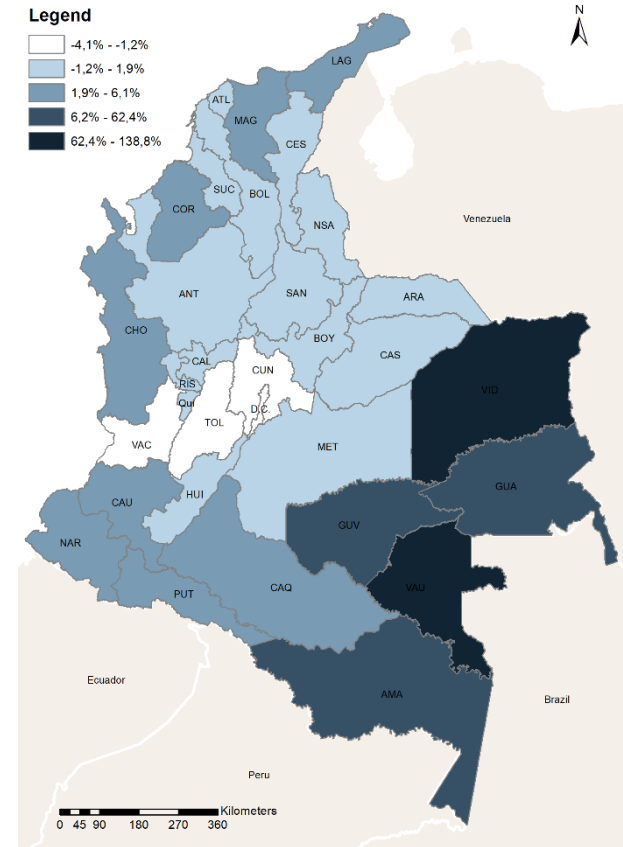 Legend
N
-4,1% - -1,2%
-1,2% - 1,9%
1,9% - 6,1%
6,2% - 62,4%
62,4% - 138,8%
LAG
ATL
MAG
CES
SUC
BOL
COR
NSA
Venezuela
ANT
SAN
ARA
CHO
BOY
CAS
CAL
CUN
RIS
VID
Qui
D.C.
TOL
VAC
MET
GUA
HUI
CAU
GUV
NAR
CAQ
VAU
PUT
Ecuador
AMA
Brazil
Peru
Kilometers
0 45 90 180 270 360